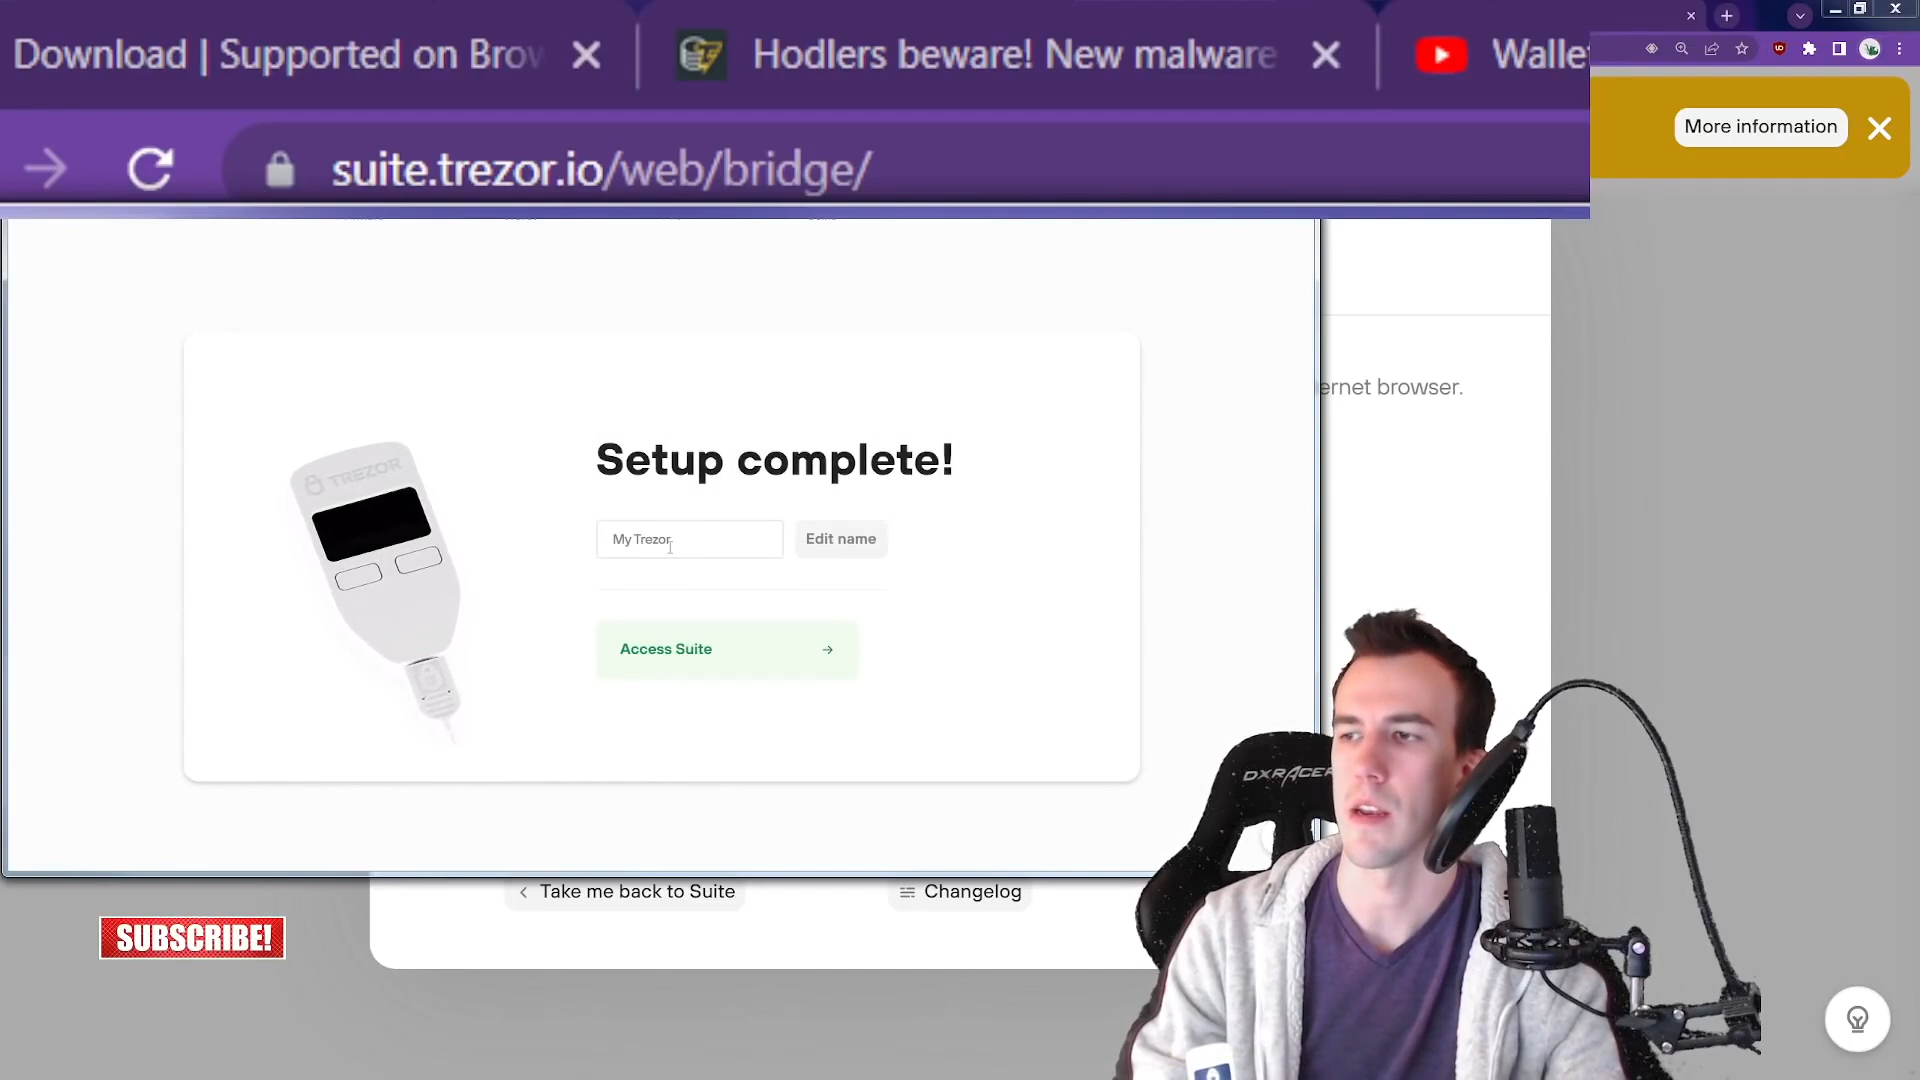 Download | Supported on Brow
Hodlers beware! New malware
Walle
suite.trezor.io/web/bridge/
More information
ernet browser.
TREZOR
Setup complete!
My Trezor
Edit name
Access Suite
DXRACER
Take me back to Suite
Changelog
SUBSCRIBE!